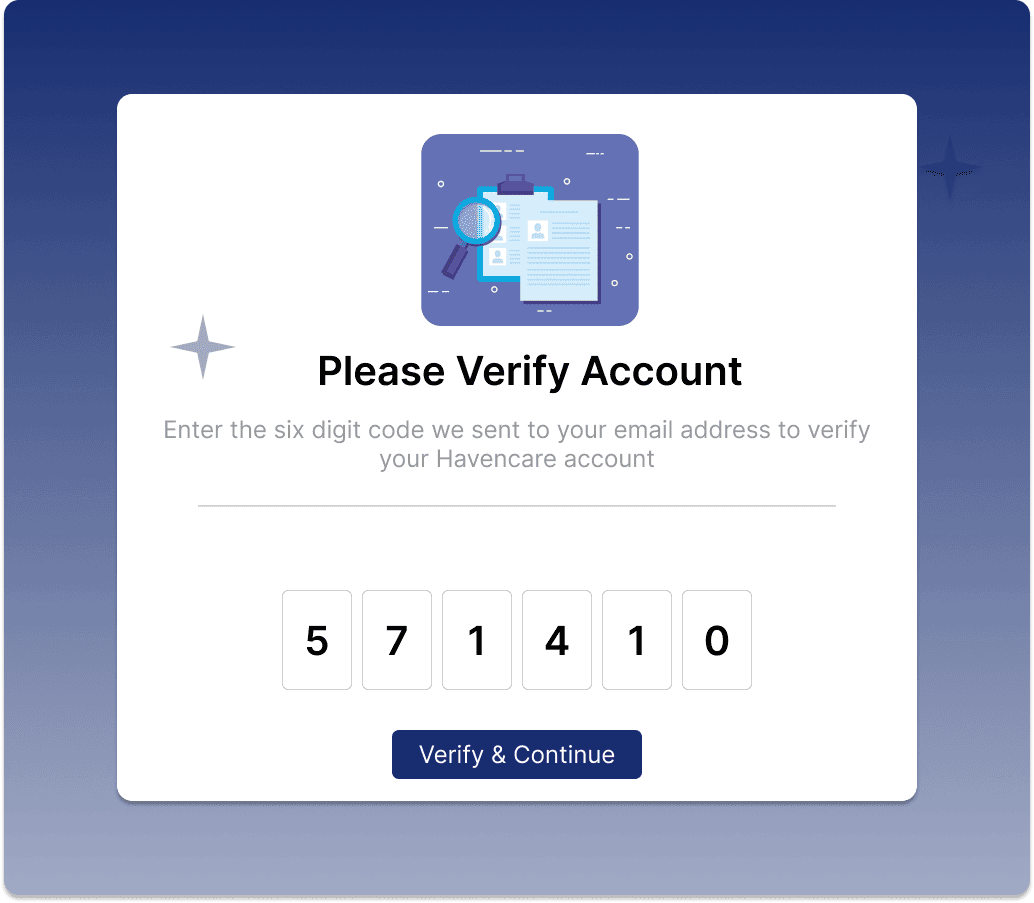 Please Verify Account
Enter the six digit code we sent to your email address to verify
your Havencare account
5 7 1 4 1 0
Verify & Continue